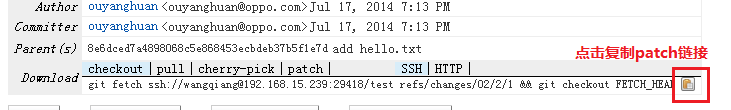 Author ouyanghuan <ouyanghuan@oppo.com> Jul 17, 2014 7:13 PM
Committer ouyanghuan <ouyanghuan@oppo.com> Jul 17, 2014 7:13 PM
Parent(s) 8e6dced7a4898068c5e868453ecbdeb37b5f1e7d add hello.txt
点击复制patch链接
checkout | pull | cherry-pick | patch | SSH | HTTP |
Download git fetch ssh://wangqiang@192.168.15.239:29418/test refs/changes/02/2/1 && git checkout FETCH_HEA